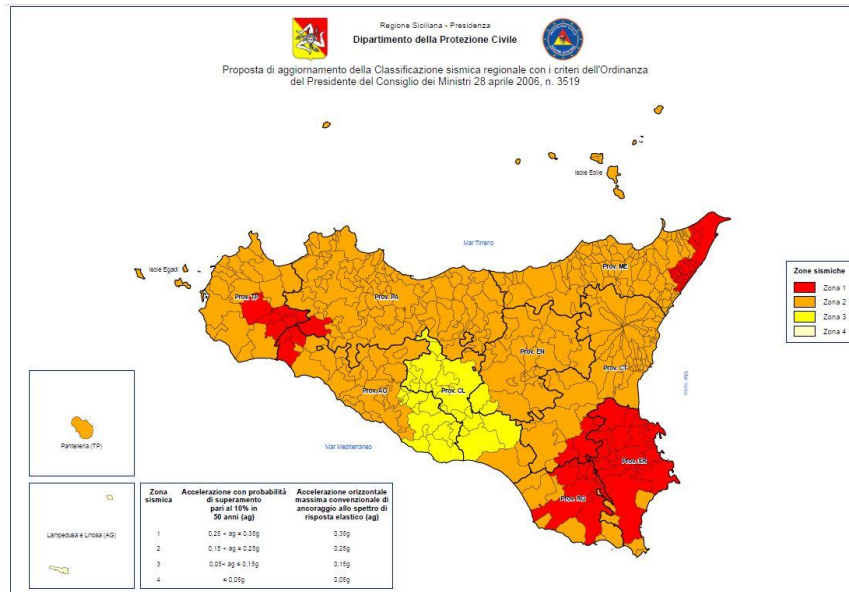 Regione Siciliana - Presidenza
Dipartimento della Protezione Civile
Proposta di aggiornamento della Classificazione sismica regionale con i criteri dell'Ordinanza
del Presidente del Consiglio dei Ministri 28 aprile 2006, n. 3519
Isole Eolie
Mar Tirreno
Isole Egadi
Prov. ME
Prov. TP
Prov. PA
Zone sismiche
Zona 1
Zona 2
Zona 3
Zona 4
Prov. EN
Prov. CT
Mar Ionio
Prov. AG
Prov. CL
Pantelleria (TP)
Mar Mediterraneo
Prov. SR
Prov. RG
Lampedusa e Linosa (AG)
Zona sismica
Accelerazione con probabilità di superamento pari al 10% in 50 anni (ag)
Accelerazione orizzontale massima convenzionale di ancoraggio allo spettro di risposta elastico (ag)
1 0,25 < ag ≤ 0,35g 0,35g
2 0,15 < ag ≤ 0,25g 0,25g
3 0,05< ag ≤ 0,15g 0,15g
4 ≤ 0,05g 0,05g